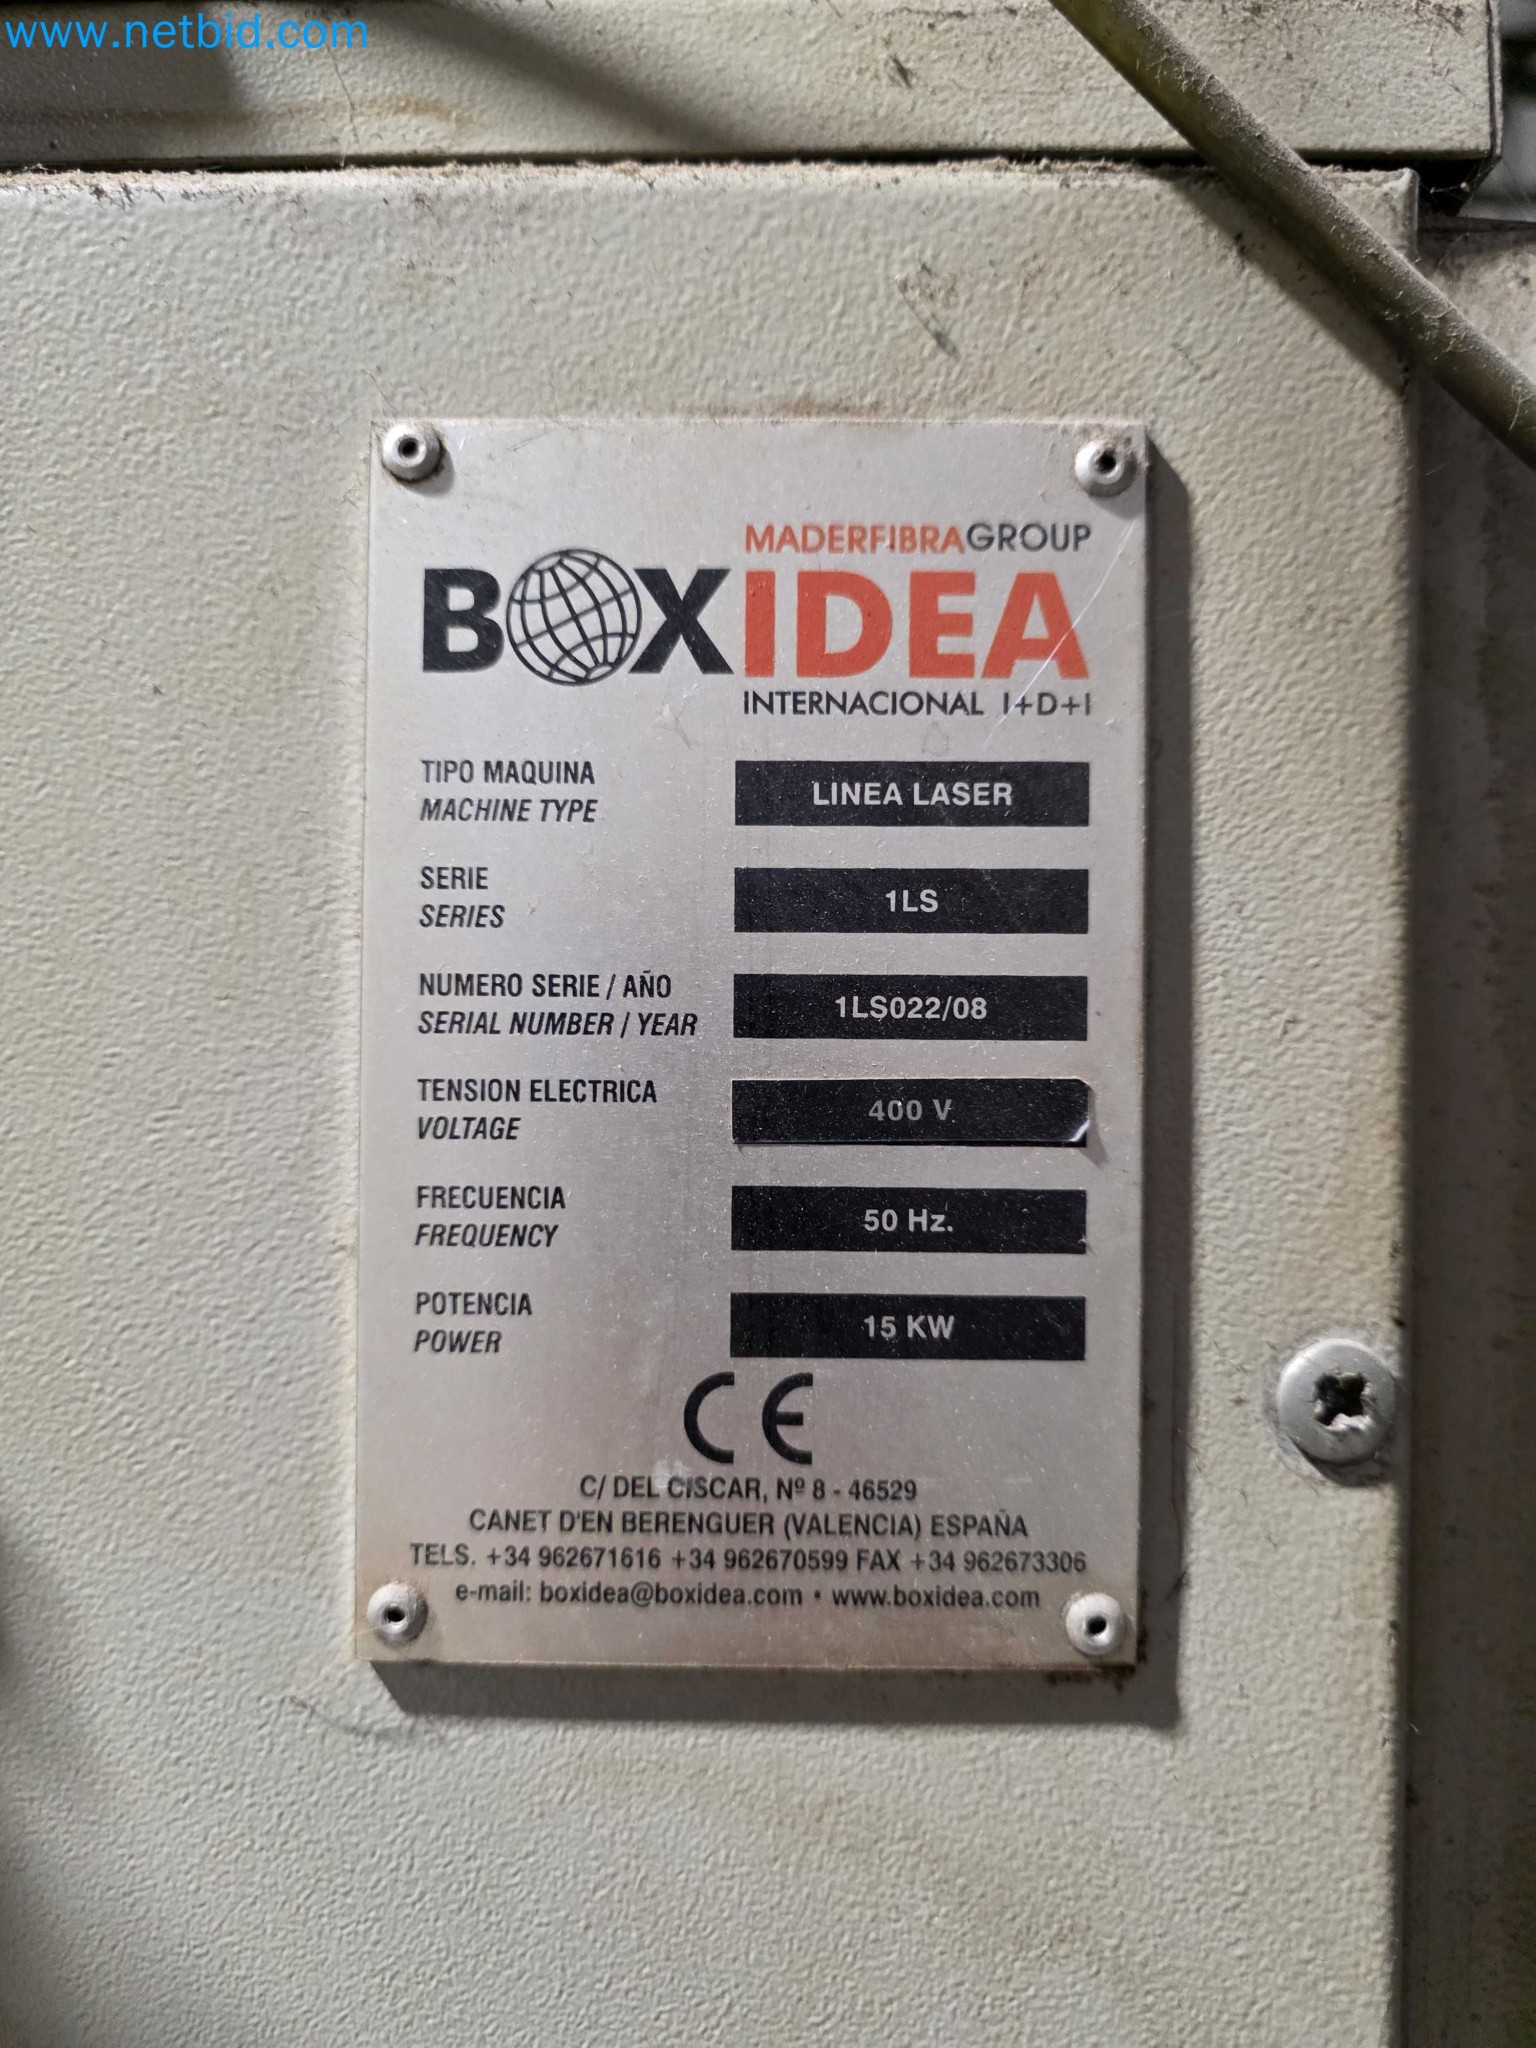 www.netbid.com
MADERFIBRAGROUP
BOXIDEA
INTERNACIONAL I+D+I
TIPO MAQUINA
MACHINE TYPE
LINEA LASER
SERIE
SERIES
1LS
NUMERO SERIE / AÑO
SERIAL NUMBER / YEAR
1LS022/08
TENSION ELECTRICA
VOLTAGE
400 V
FRECUENCIA
FREQUENCY
50 Hz.
POTENCIA
POWER
15 KW
CE
C/ DEL CISCAR, Nº 8 - 46529
CANET D'EN BERENGUER (VALENCIA) ESPAÑA
TELS. +34 962671616 +34 962670599 FAX +34 962673306
e-mail: boxidea@boxidea.com • www.boxidea.com